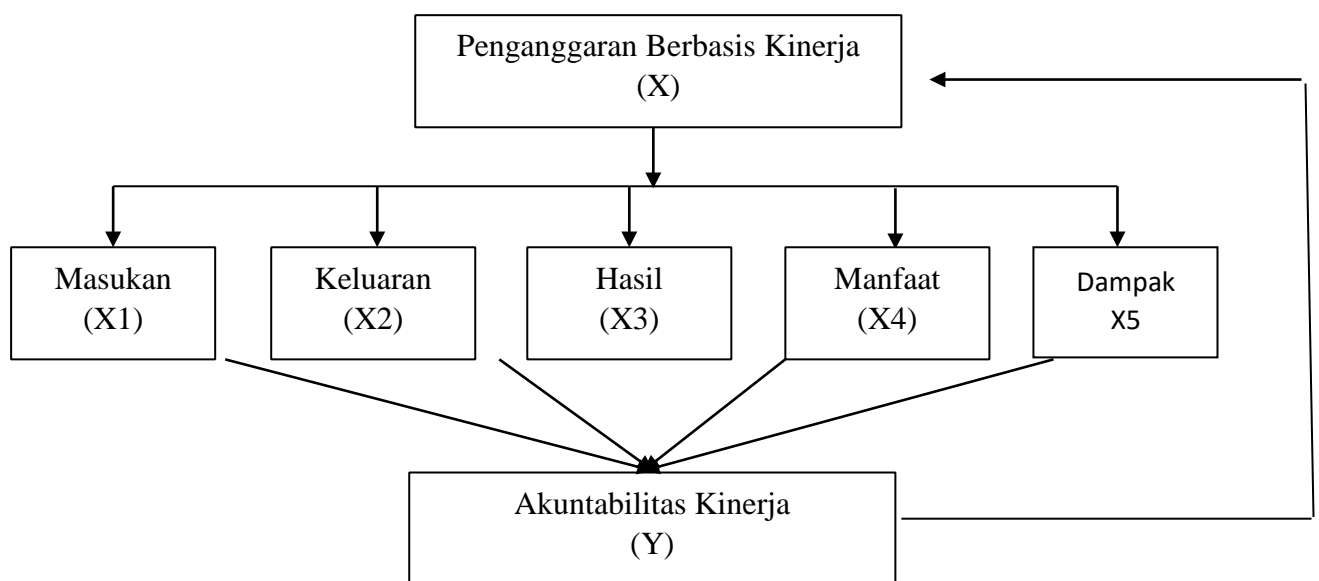 Penganggaran Berbasis Kinerja
(X)
Masukan
(X1)
Keluaran
(X2)
Hasil
(X3)
Manfaat
(X4)
Dampak
X5
Akuntabilitas Kinerja
(Y)